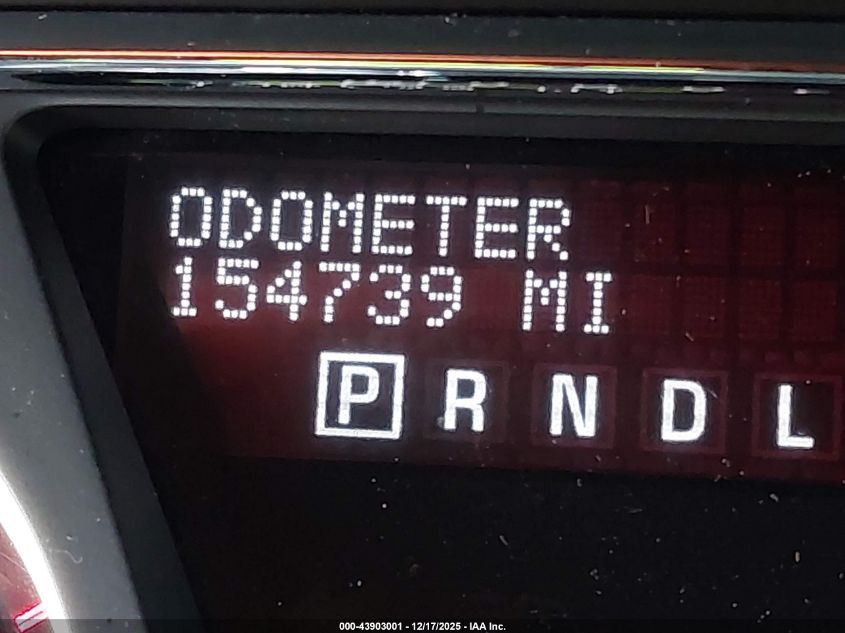 ODOMETER
154739 MI
P R N D L
000-43903001 - 12/17/2025 - IAA Inc.